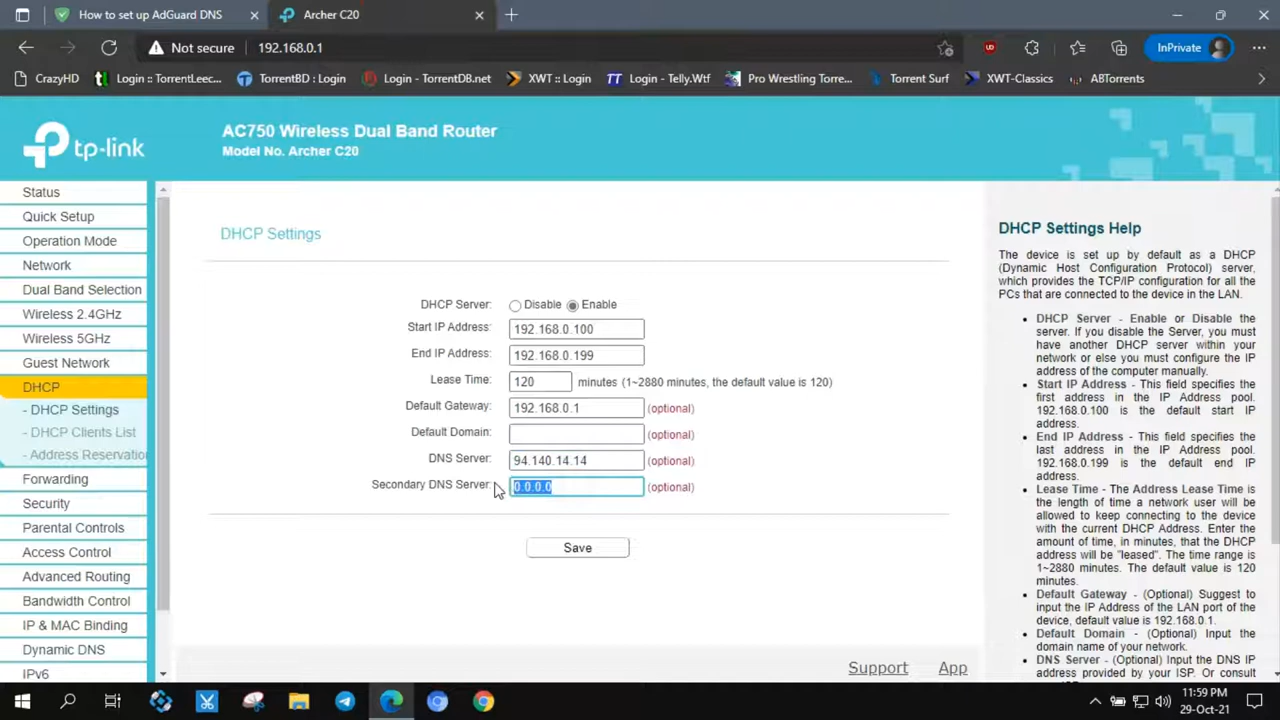 How to set up AdGuard DNS
Archer C20
Not secure
192.168.0.1
InPrivate
CrazyHD
Login :: TorrentLeec...
TorrentBD : Login
Login - TorrentDB.net
XWT :: Login
Login - Telly.Wtf
Pro Wrestling Torre...
Torrent Surf
XWT-Classics
ABTorrents
tp-link
AC750 Wireless Dual Band Router
Model No. Archer C20
Status
Quick Setup
Operation Mode
Network
Dual Band Selection
Wireless 2.4GHz
Wireless 5GHz
Guest Network
DHCP
- DHCP Settings
- DHCP Clients List
- Address Reservatio
Forwarding
Security
Parental Controls
Access Control
Advanced Routing
Bandwidth Control
IP & MAC Binding
Dynamic DNS
IPv6
DHCP Settings
DHCP Server: Disable Enable
Start IP Address: 192.168.0.100
End IP Address: 192.168.0.199
Lease Time: 120 minutes (1~2880 minutes, the default value is 120)
Default Gateway: 192.168.0.1 (optional)
Default Domain: (optional)
DNS Server: 94.140.14.14 (optional)
Secondary DNS Server: 0.0.0.0 (optional)
Save
Support
App
DHCP Settings Help
The device is set up by default as a DHCP
(Dynamic Host Configuration Protocol) server,
which provides the TCP/IP configuration for all the
PCs that are connected to the device in the LAN.
• DHCP Server - Enable or Disable the
server. If you disable the Server, you must
have another DHCP server within your
network or else you must configure the IP
address of the computer manually.
• Start IP Address - This field specifies the
first address in the IP Address pool.
192.168.0.100 is the default start IP
address.
• End IP Address - This field specifies the
last address in the IP Address pool.
192.168.0.199 is the default end IP
address.
• Lease Time - The Address Lease Time is
the length of time a network user will be
allowed to keep connecting to the device
with the current DHCP Address. Enter the
amount of time, in minutes, that the DHCP
address will be "leased". The time range is
1~2880 minutes. The default value is 120
minutes.
• Default Gateway - (Optional) Suggest to
input the IP Address of the LAN port of the
device, default value is 192.168.0.1.
• Default Domain - (Optional) Input the
domain name of your network.
• DNS Server - (Optional) Input the DNS IP
address provided by your ISP. Or consult
11:59 PM
29-Oct-21